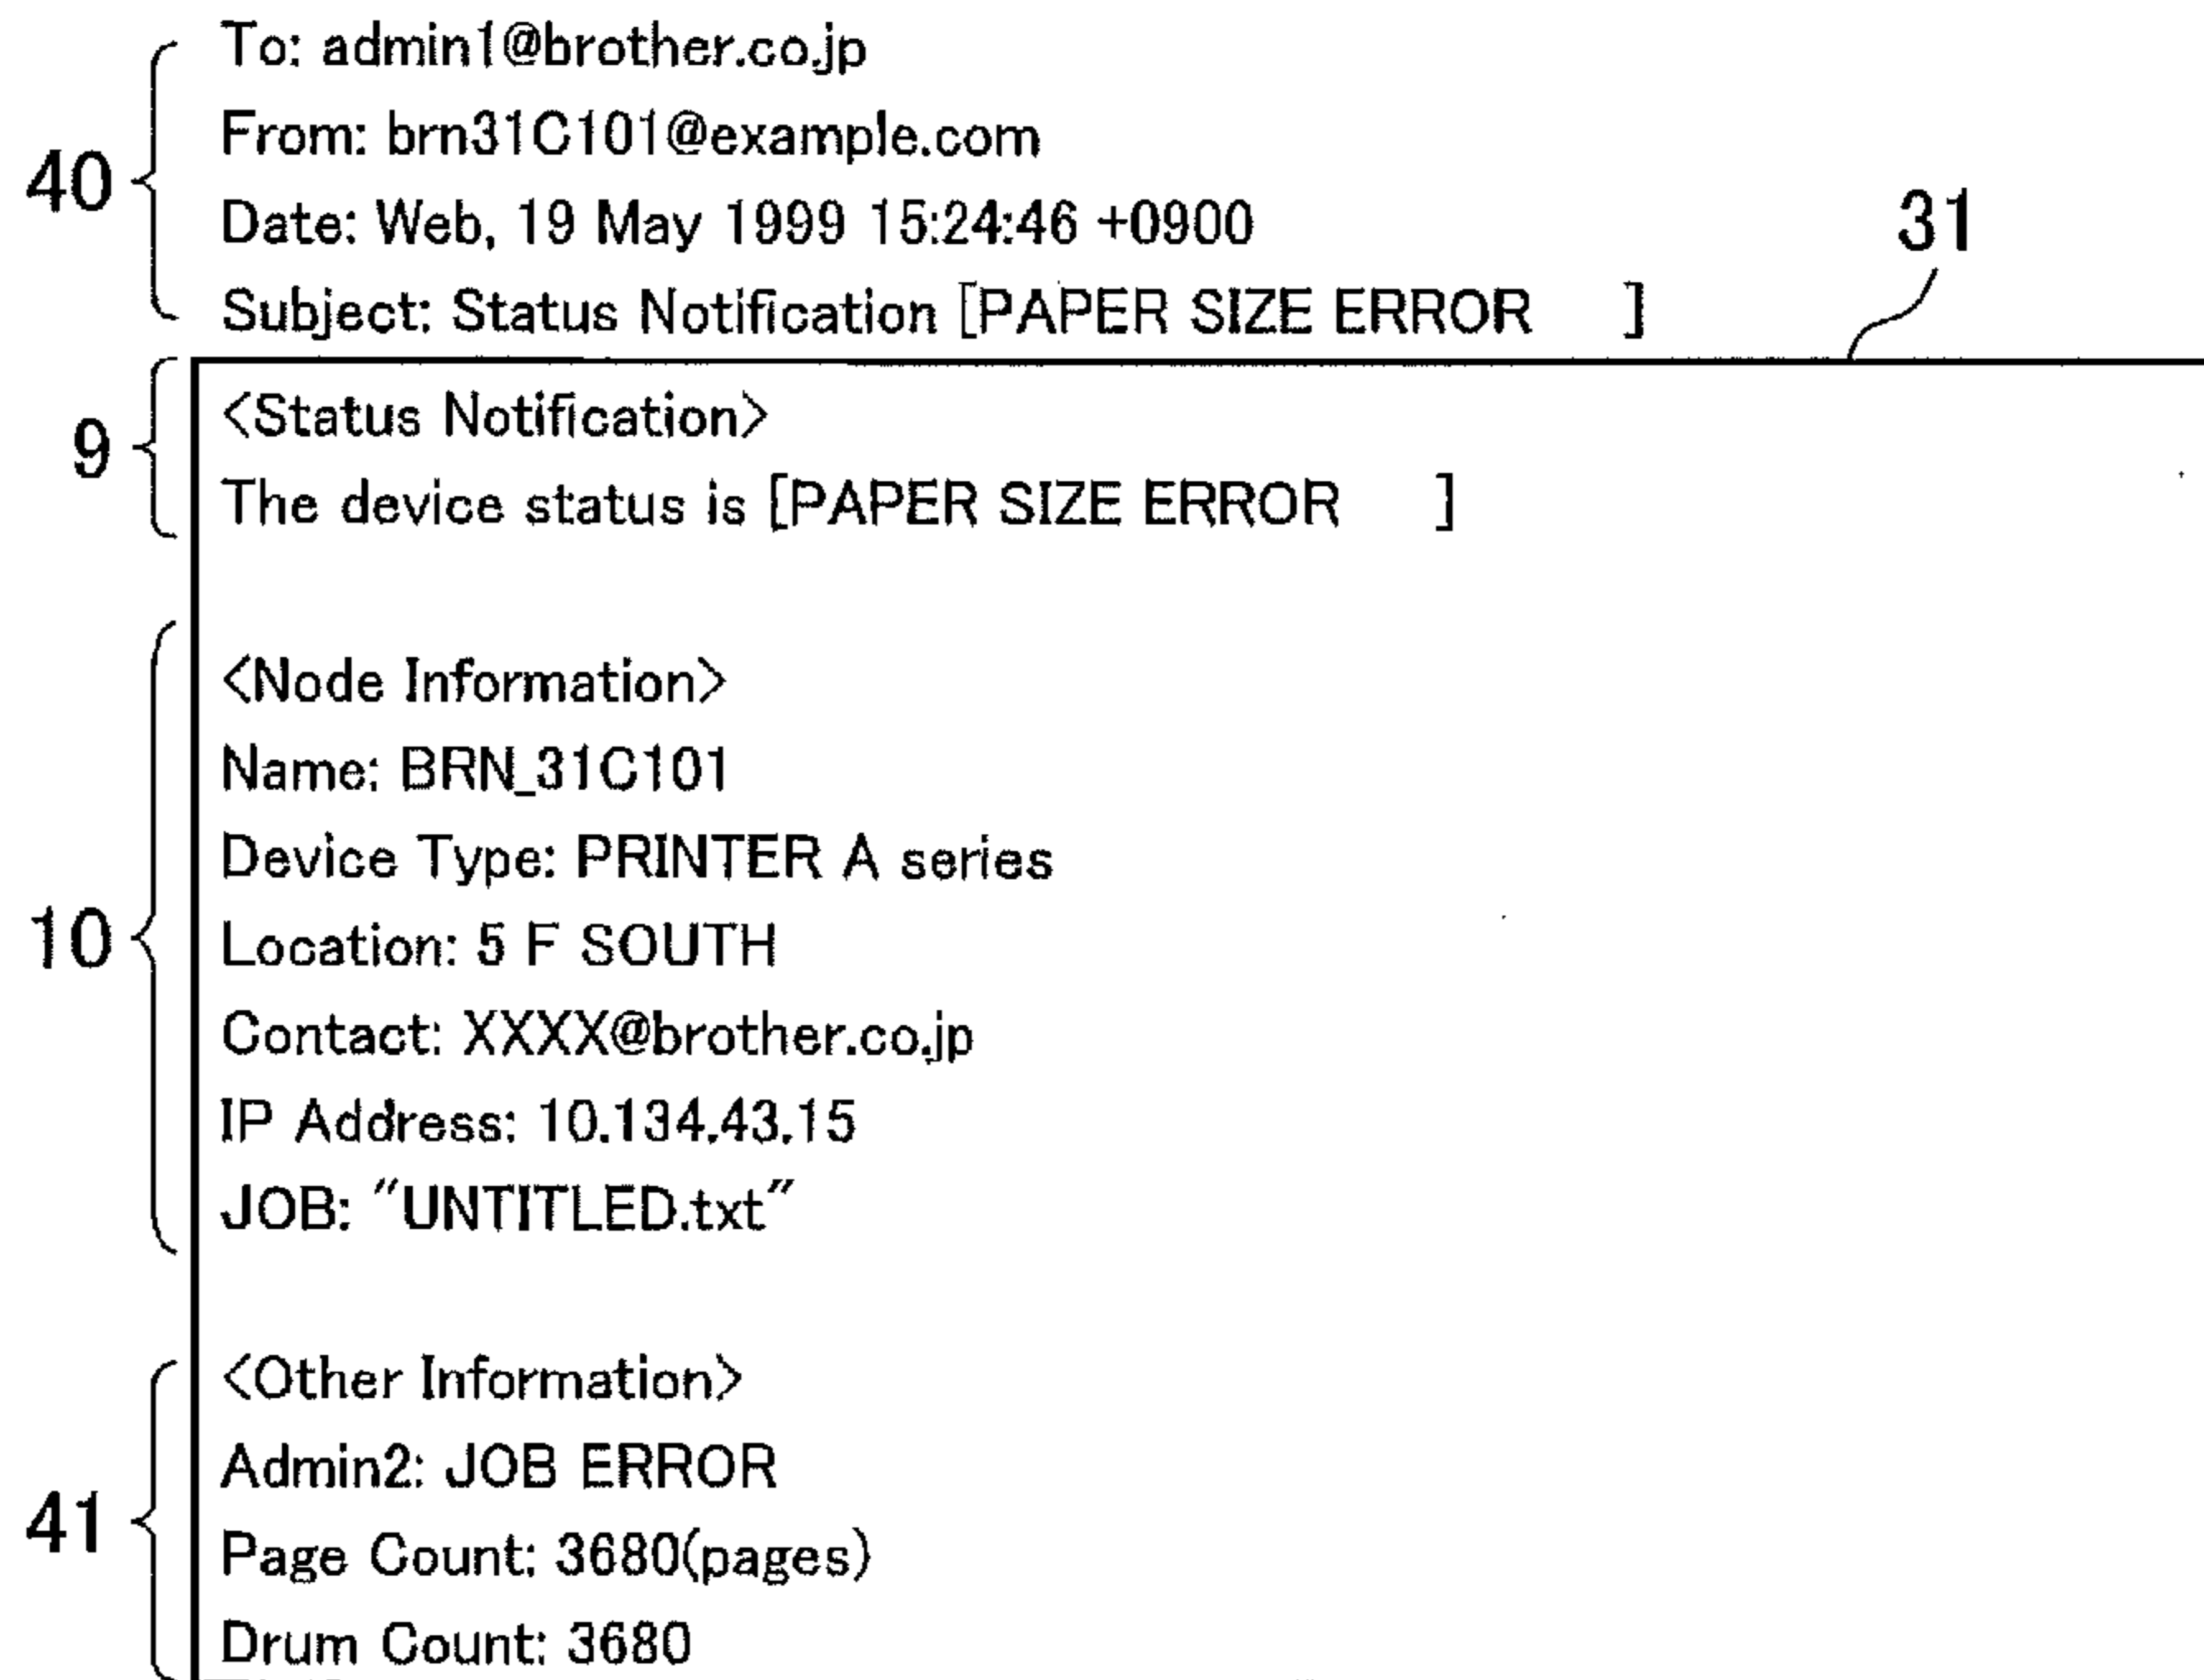 To: admin1@brother.co.jp
From: brn31C101@example.com
40
Date: Web, 19 May 1999 15:24:46 +0900
31
Subject: Status Notification [PAPER SIZE ERROR ]
<Status Notification>
9
The device status is [PAPER SIZE ERROR ]
<Node Information>
Name: BRN_31C101
Device Type: PRINTER A series
10
Location: 5 F SOUTH
Contact: XXXX@brother.co.jp
IP Address: 10.134.43.15
JOB: "UNTITLED.txt"
<Other Information>
Admin2: JOB ERROR
41
Page Count: 3680(pages)
Drum Count: 3680